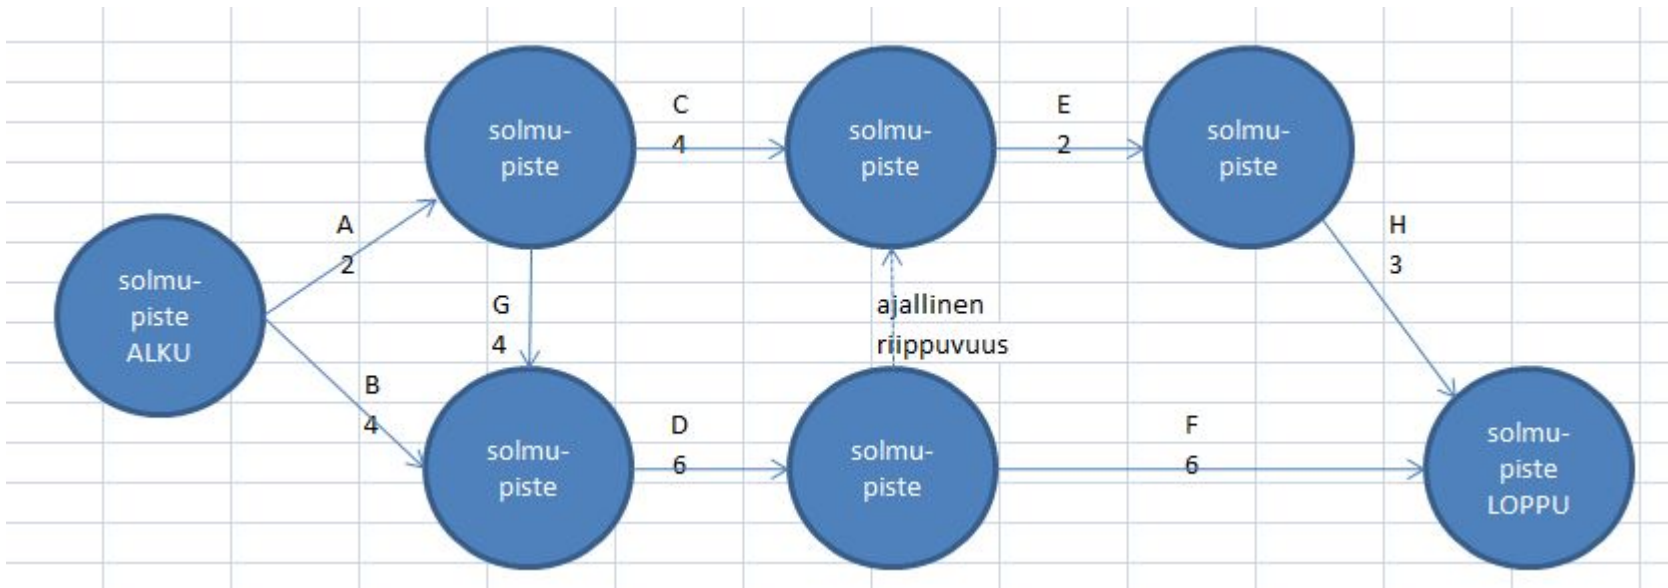 solmu-
piste
ALKU
A
2
B
4
solmu-
piste
C
4
G
4
solmu-
piste
D
6
solmu-
piste
E
2
ajallinen
riippuvuus
solmu-
piste
F
6
solmu-
piste
H
3
solmu-
piste
LOPPU